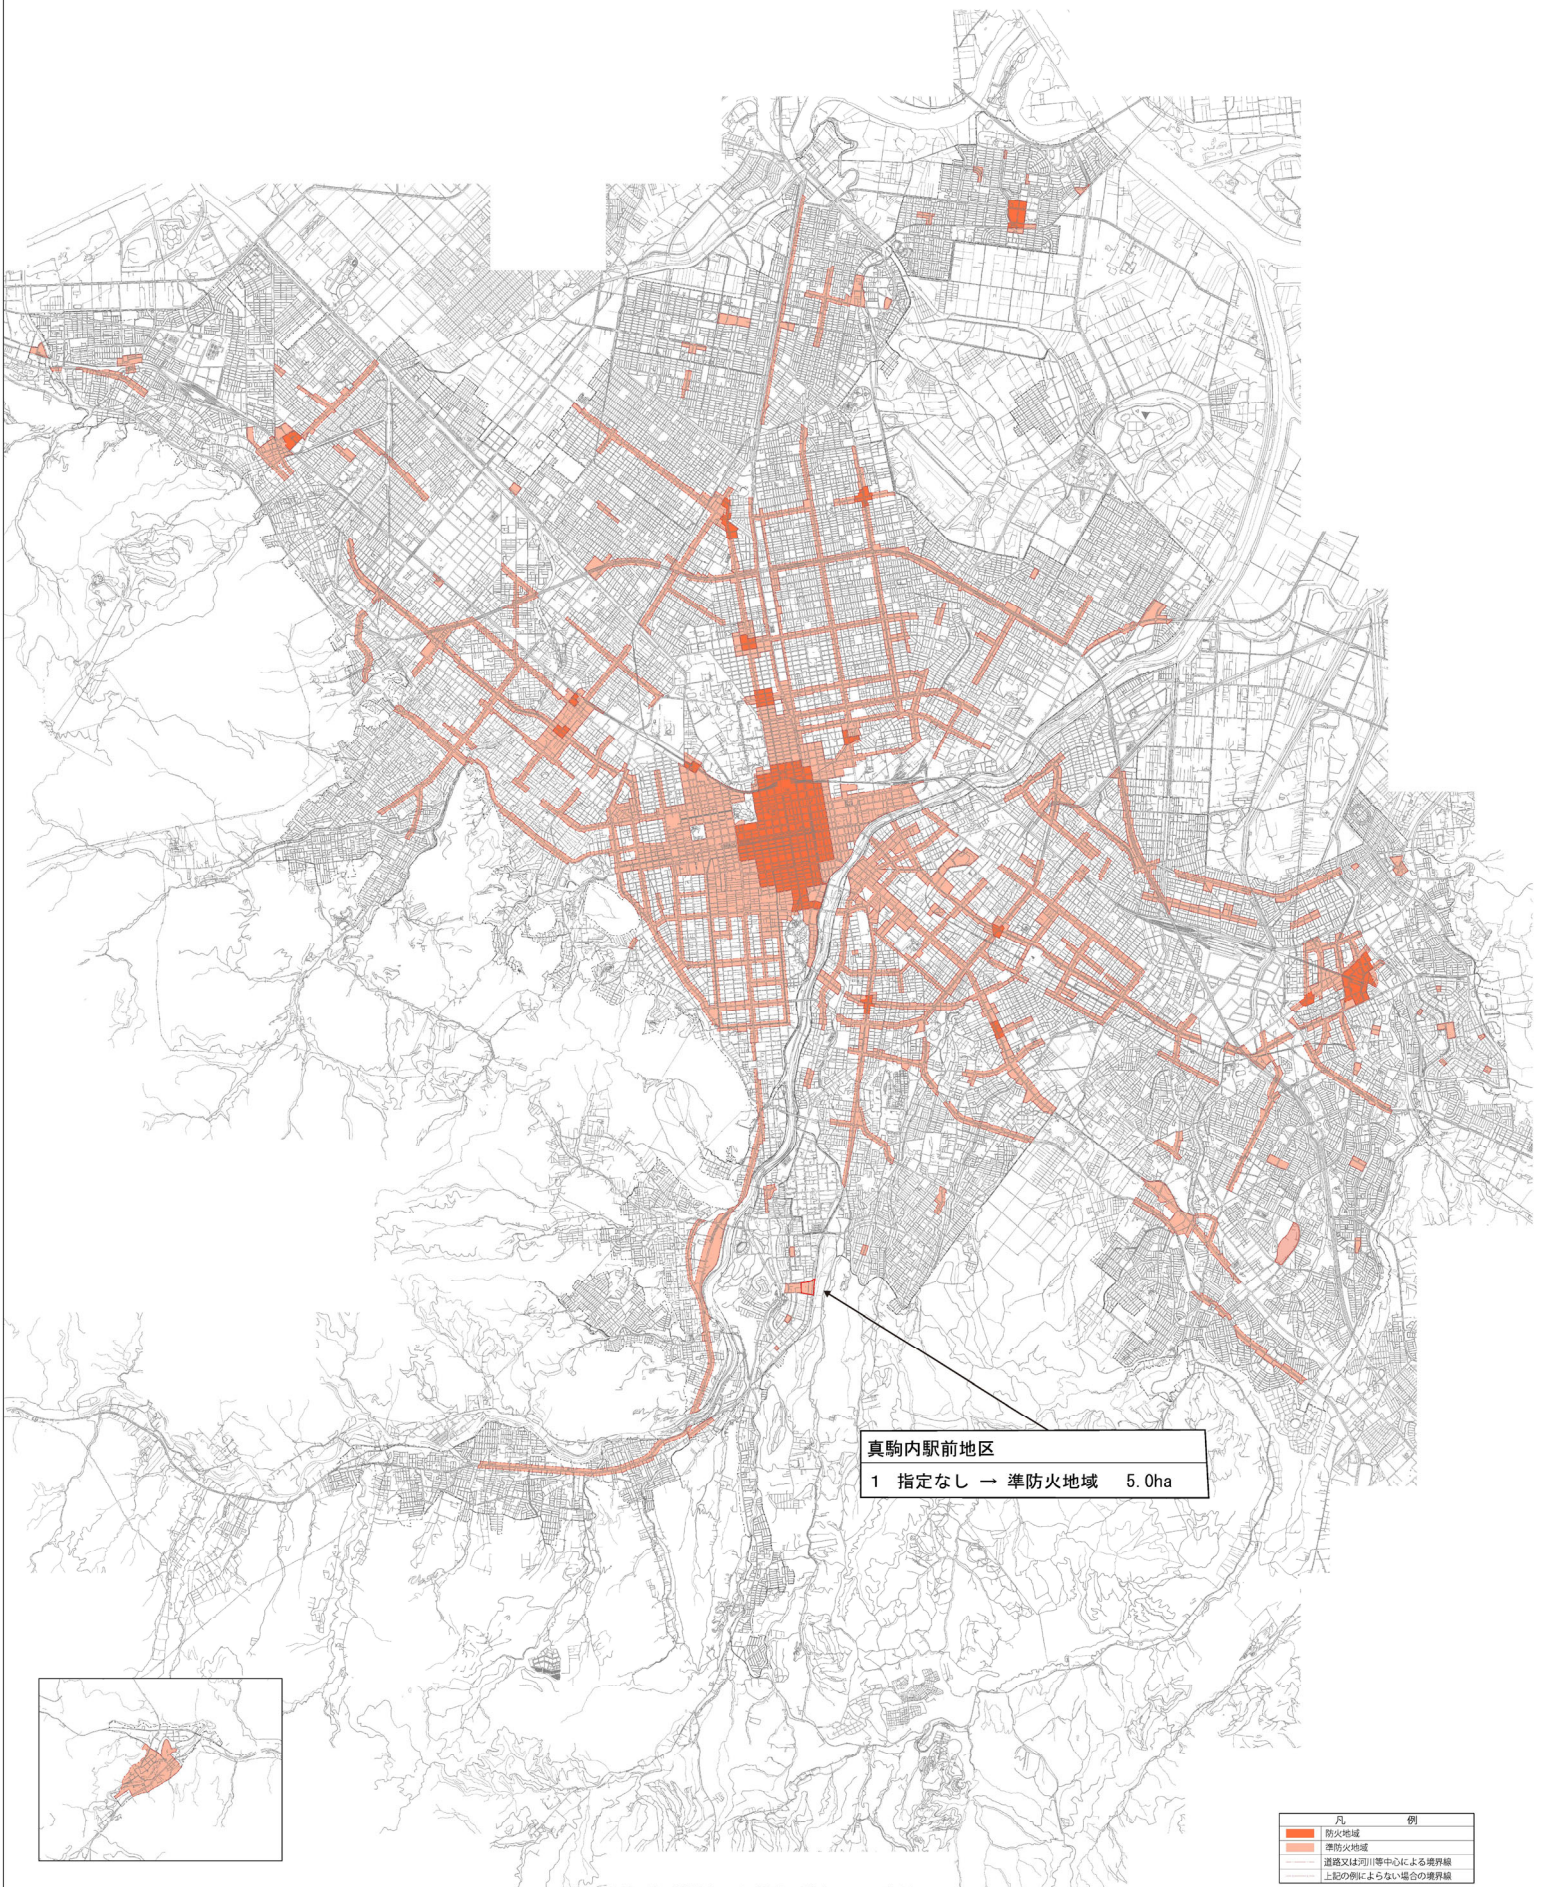 真駒内駅前地区
1 指定なし → 準防火地域 5.0ha
凡 例
防火地域
準防火地域
道路又は河川等中心による境界線
上記の例によらない場合の境界線